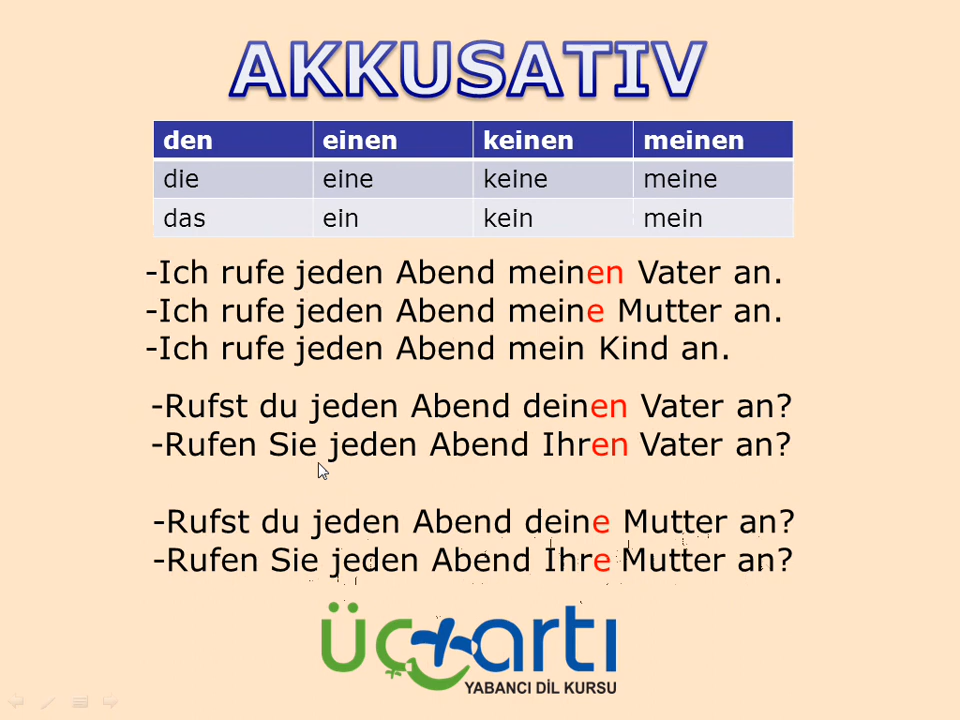 AKKUSATIV
den einen keinen meinen
die eine keine meine
das ein kein mein
-Ich rufe jeden Abend meinen Vater an.
-Ich rufe jeden Abend meine Mutter an.
-Ich rufe jeden Abend mein Kind an.
-Rufst du jeden Abend deinen Vater an?
-Rufen Sie jeden Abend Ihren Vater an?
-Rufst du jeden Abend deine Mutter an?
-Rufen Sie jeden Abend Ihre Mutter an?
üç artı
YABANCI DİL KURSU